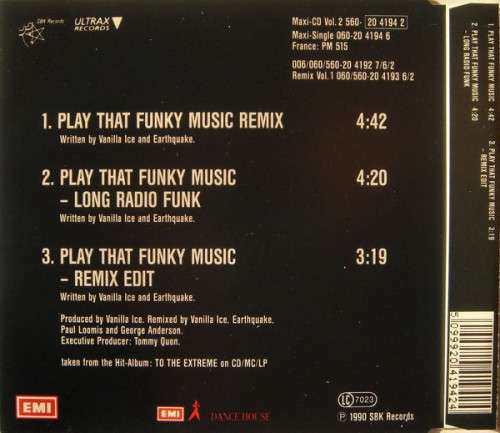 SBK Records
ULTRAX
RECORDS
Maxi-CD Vol.2 560-20 4194 2
Maxi-Single 060-20 4194 6
France: PM 515
006/060/560-20 4192 7/6/2
Remix Vol.1 060/560-20 4193 6/2
1. PLAY THAT FUNKY MUSIC REMIX 4:42
Written by Vanilla Ice and Earthquake.
2. PLAY THAT FUNKY MUSIC 4:20
– LONG RADIO FUNK
Written by Vanilla Ice and Earthquake.
3. PLAY THAT FUNKY MUSIC 3:19
– REMIX EDIT
Written by Vanilla Ice and Earthquake.
Produced by Vanilla Ice. Remixed by Vanilla Ice, Earthquake.
Paul Loomis and George Anderson.
Executive Producer: Tommy Quon.
taken from the Hit-Album: TO THE EXTREME on CD/MC/LP
EMI
EMI
DANCE HOUSE
LC 7023
℗ 1990 SBK Records
1. PLAY THAT FUNKY MUSIC 4:42
2. PLAY THAT FUNKY MUSIC
- LONG RADIO FUNK 4:20
3. PLAY THAT FUNKY MUSIC 3:19
- REMIX EDIT
5099920419424